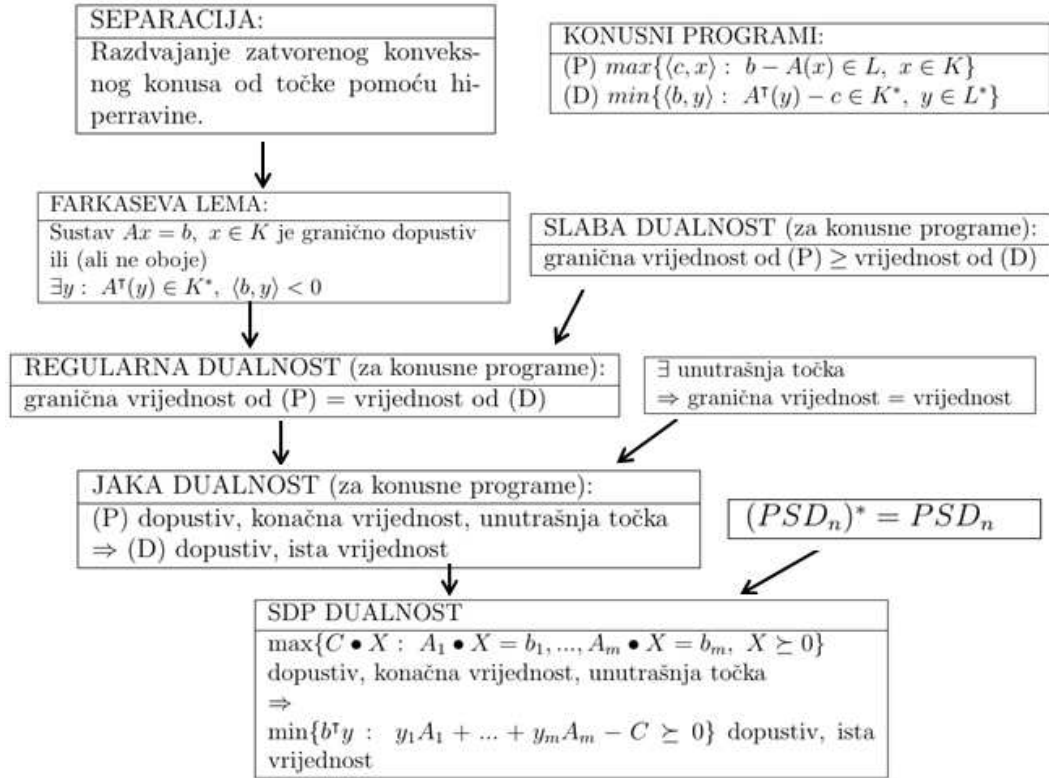 SEPARACIJA:
Razdvajanje zatvorenog konveks-
nog konusa od točke pomoću hi-
perravine.
KONUSNI PROGRAMI:
(P) max{⟨c, x⟩ : b − A(x) ∈ L, x ∈ K}
(D) min{⟨b, y⟩ : Aᵀ(y) − c ∈ K*, y ∈ L*}
FARKASEVA LEMA:
Sustav Ax = b, x ∈ K je granično dopustiv
ili (ali ne oboje)
∃y : Aᵀ(y) ∈ K*, ⟨b, y⟩ < 0
SLABA DUALNOST (za konusne programe):
granična vrijednost od (P) ≥ vrijednost od (D)
REGULARNA DUALNOST (za konusne programe):
granična vrijednost od (P) = vrijednost od (D)
∃ unutrašnja točka
⇒ granična vrijednost = vrijednost
JAKA DUALNOST (za konusne programe):
(P) dopustiv, konačna vrijednost, unutrašnja točka
⇒ (D) dopustiv, ista vrijednost
(PSDₙ)* = PSDₙ
SDP DUALNOST
max{C • X : A₁ • X = b₁, ..., Aₘ • X = bₘ, X ⪰ 0}
dopustiv, konačna vrijednost, unutrašnja točka
⇒
min{bᵀy : y₁A₁ + ... + yₘAₘ − C ⪰ 0} dopustiv, ista
vrijednost